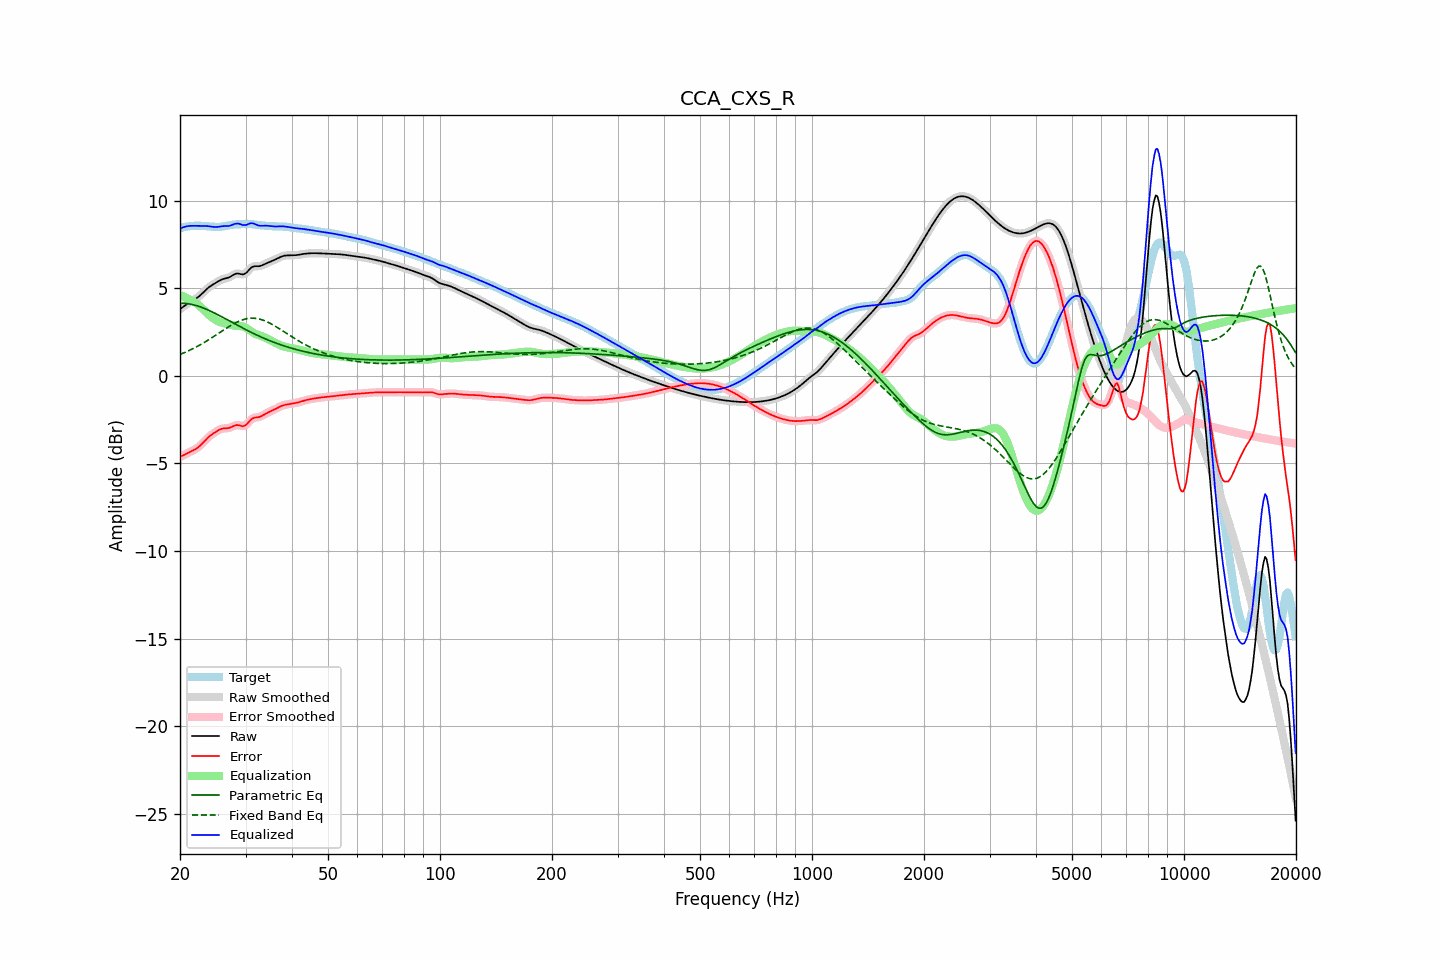 CCA_CXS_R
Amplitude (dBr)
10
5
0
−5
−10
−15
−20
−25
Target
Raw Smoothed
Error Smoothed
Raw
Error
Equalization
Parametric Eq
Fixed Band Eq
Equalized
20 50 100 200 500 1000 2000 5000 10000 20000
Frequency (Hz)